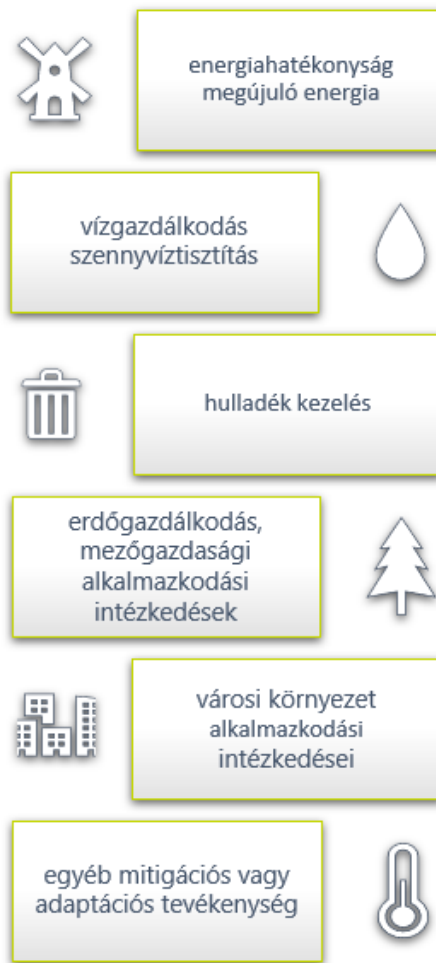 energiahatékonyság
megújuló energia
vízgazdálkodás
szennyvíztisztítás
hulladék kezelés
erdőgazdálkodás,
mezőgazdasági
alkalmazkodási
intézkedések
városi környezet
alkalmazkodási
intézkedései
egyéb mitigációs vagy
adaptációs tevékenység